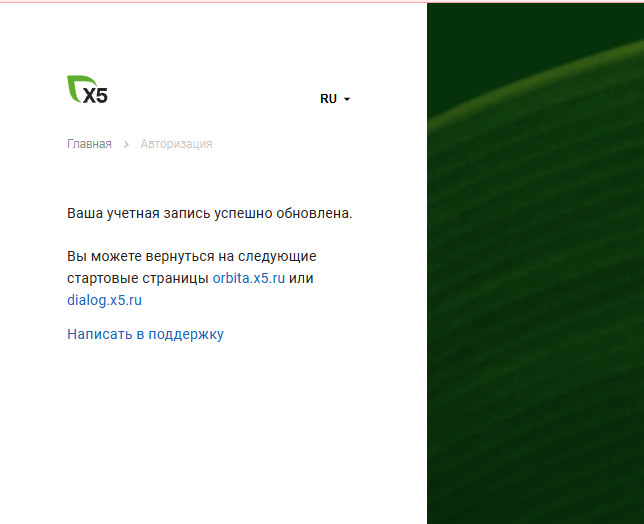 X5
RU
Главная > Авторизация
Ваша учетная запись успешно обновлена.
Вы можете вернуться на следующие
стартовые страницы orbita.x5.ru или
dialog.x5.ru
Написать в поддержку